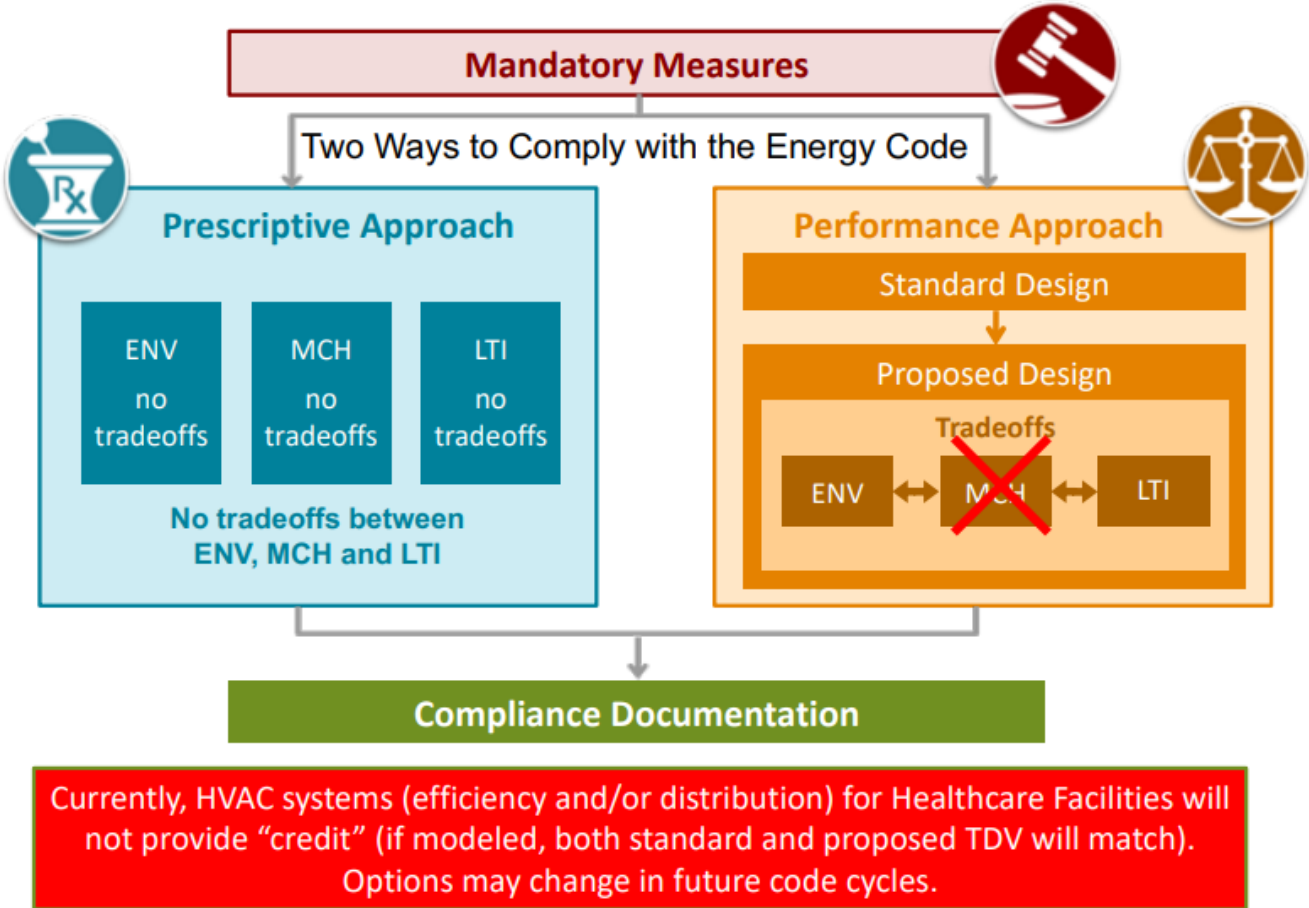 Mandatory Measures
Two Ways to Comply with the Energy Code
Rx
Prescriptive Approach
ENV
no
tradeoffs
MCH
no
tradeoffs
LTI
no
tradeoffs
No tradeoffs between
ENV, MCH and LTI
Performance Approach
Standard Design
Proposed Design
Tradeoffs
ENV
MCH
LTI
Compliance Documentation
Currently, HVAC systems (efficiency and/or distribution) for Healthcare Facilities will
not provide “credit” (if modeled, both standard and proposed TDV will match).
Options may change in future code cycles.